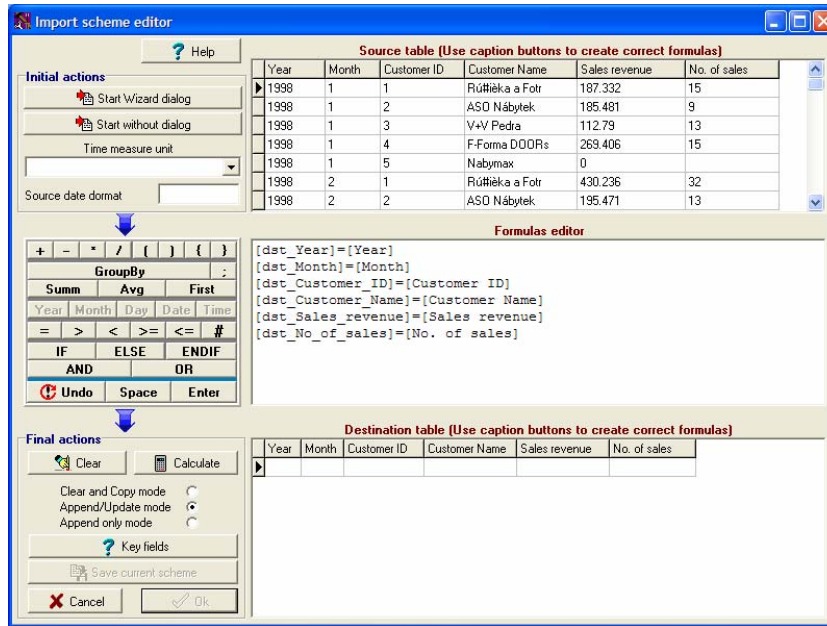 Import scheme editor
Help
Initial actions
Start Wizard dialog
Start without dialog
Time measure unit
Source date dormat
Source table (Use caption buttons to create correct formulas)
Year Month Customer ID Customer Name Sales revenue No. of sales
1998 1 1 Rú#ièka a Fotr 187.332 15
1998 1 2 ASO Nábytek 185.481 9
1998 1 3 V+V Pedra 112.79 13
1998 1 4 F-Forma DOORs 269.406 15
1998 1 5 Nabymax 0
1998 2 1 Rú#ièka a Fotr 430.236 32
1998 2 2 ASO Nábytek 195.471 13
+ - * / ( ) { }
GroupBy ;
Summ Avg First
Year Month Day Date Time
= > < >= <= #
IF ELSE ENDIF
AND OR
Undo Space Enter
Formulas editor
[dst_Year]=[Year]
[dst_Month]=[Month]
[dst_Customer_ID]=[Customer ID]
[dst_Customer_Name]=[Customer Name]
[dst_Sales_revenue]=[Sales revenue]
[dst_No_of_sales]=[No. of sales]
Final actions
Clear Calculate
Clear and Copy mode
Append/Update mode
Append only mode
Key fields
Save current scheme
Cancel Ok
Destination table (Use caption buttons to create correct formulas)
Year Month Customer ID Customer Name Sales revenue No. of sales